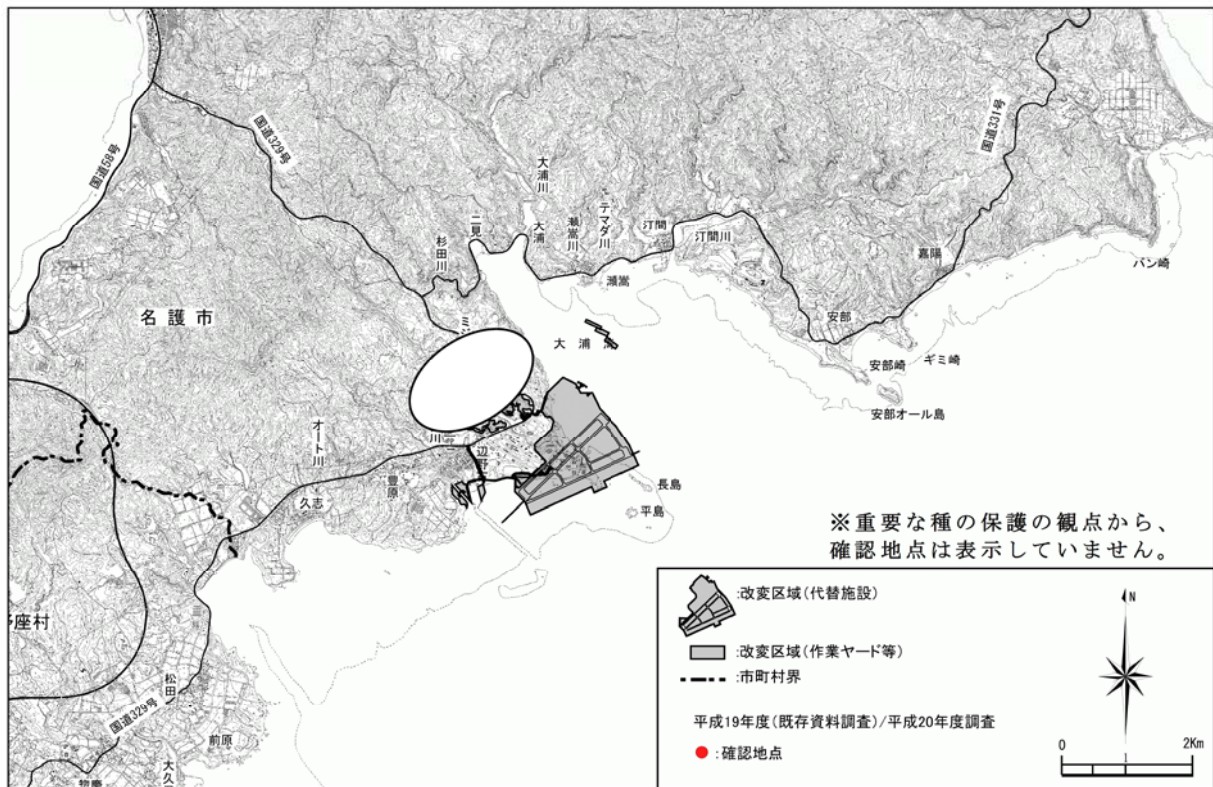 国道58号
国道329号
国道331号
大浦川
大浦
二見
杉田川
瀬嵩川
テマダ川
汀間
汀間川
瀬嵩
嘉陽
バン崎
安部
安部崎
ギミ崎
安部オール島
名護市
大浦
オート川
久志
豊原
辺
川
長島
平島
松田
国道329号
前原
※重要な種の保護の観点から、
確認地点は表示していません。
:改変区域(代替施設)
:改変区域(作業ヤード等)
:市町村界
平成19年度(既存資料調査)/平成20年度調査
:確認地点
N
0 1 2Km